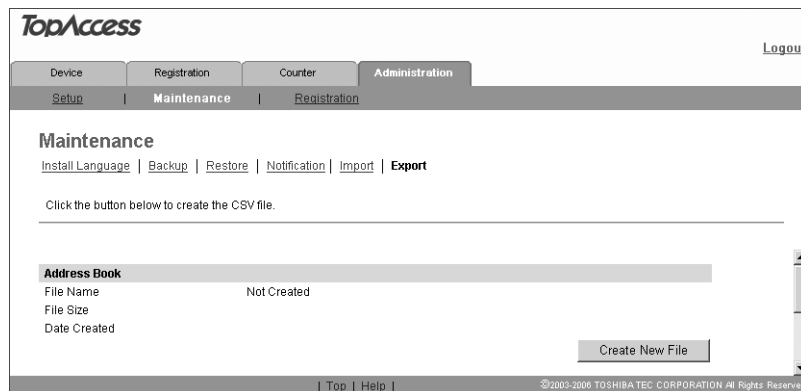 TopAccess
Logou
Device Registration Counter Administration
Setup | Maintenance | Registration
Maintenance
Install Language | Backup | Restore | Notification | Import | Export
Click the button below to create the CSV file.
Address Book
File Name Not Created
File Size
Date Created
Create New File
| Top | Help |
©2003-2006 TOSHIBA TEC CORPORATION All Rights Reserve